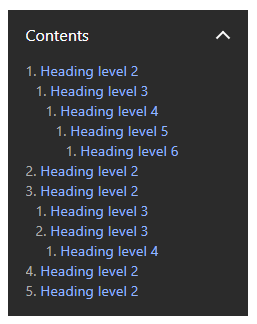 Contents
1. Heading level 2
1. Heading level 3
1. Heading level 4
1. Heading level 5
1. Heading level 6
2. Heading level 2
3. Heading level 2
1. Heading level 3
2. Heading level 3
1. Heading level 4
4. Heading level 2
5. Heading level 2